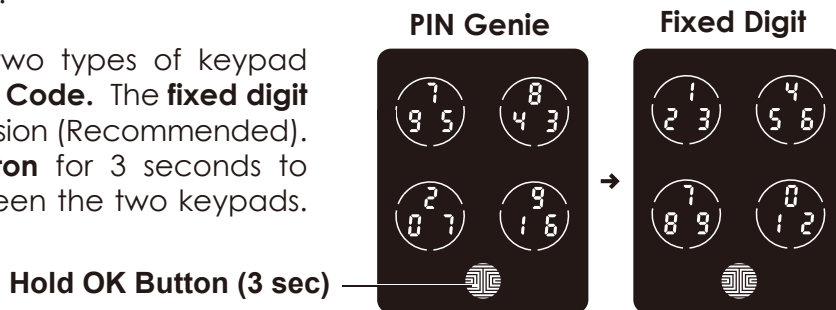 PIN Genie
Fixed Digit
two types of keypad
Code. The fixed digit
sion (Recommended).
ton for 3 seconds to
een the two keypads.
7
9 5
8
4 3
2
0 7
9
1 6
→
1
2 3
4
5 6
7
8 9
0
1 2
Hold OK Button (3 sec)